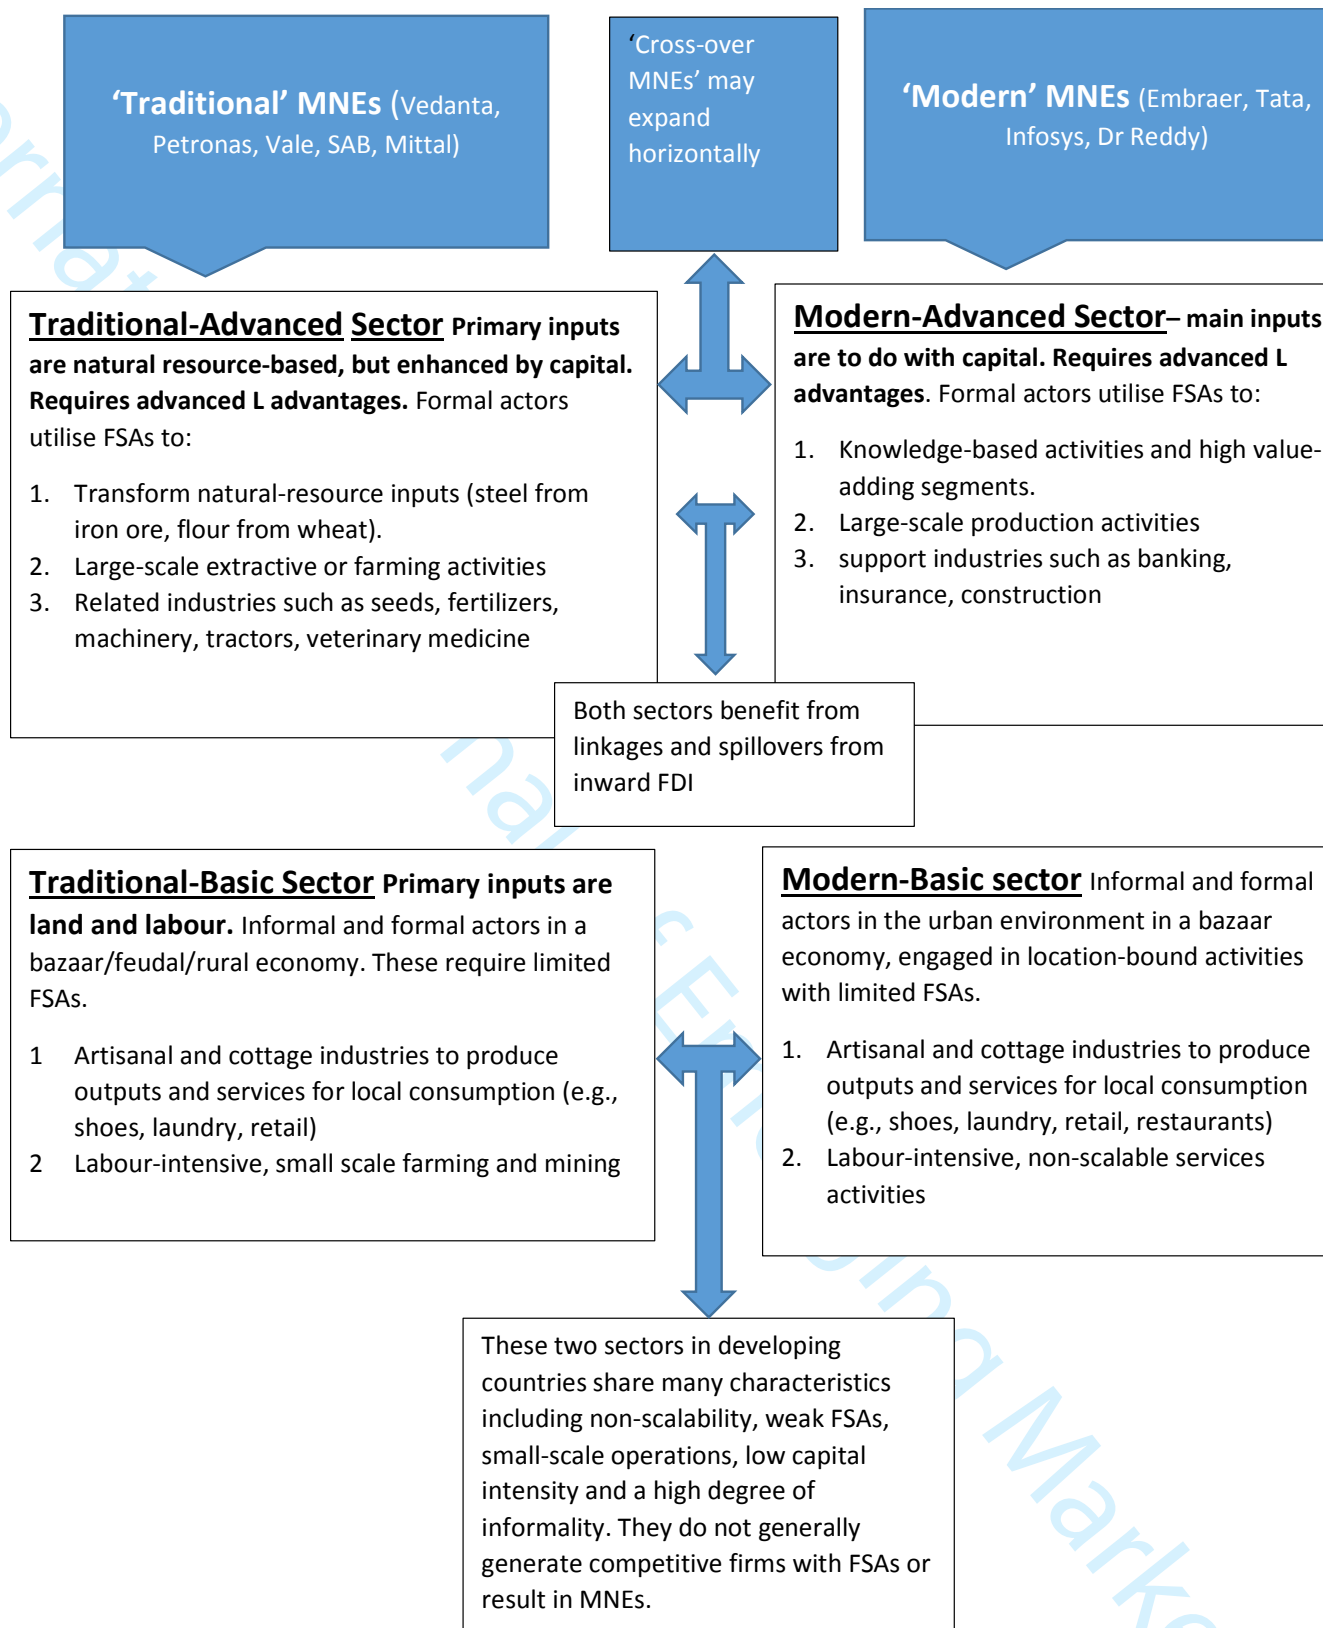 ‘Traditional’ MNEs (Vedanta,
Petronas, Vale, SAB, Mittal)
‘Cross-over
MNEs’ may
expand
horizontally
‘Modern’ MNEs (Embraer, Tata,
Infosys, Dr Reddy)
Traditional-Advanced Sector Primary inputs
are natural resource-based, but enhanced by capital.
Requires advanced L advantages. Formal actors
utilise FSAs to:
1. Transform natural-resource inputs (steel from
iron ore, flour from wheat).
2. Large-scale extractive or farming activities
3. Related industries such as seeds, fertilizers,
machinery, tractors, veterinary medicine
Modern-Advanced Sector– main inputs
are to do with capital. Requires advanced L
advantages. Formal actors utilise FSAs to:
1. Knowledge-based activities and high value-
adding segments.
2. Large-scale production activities
3. support industries such as banking,
insurance, construction
Both sectors benefit from
linkages and spillovers from
inward FDI
Traditional-Basic Sector Primary inputs are
land and labour. Informal and formal actors in a
bazaar/feudal/rural economy. These require limited
FSAs.
1 Artisanal and cottage industries to produce
outputs and services for local consumption (e.g.,
shoes, laundry, retail)
2 Labour-intensive, small scale farming and mining
Modern-Basic sector Informal and formal
actors in the urban environment in a bazaar
economy, engaged in location-bound activities
with limited FSAs.
1. Artisanal and cottage industries to produce
outputs and services for local consumption
(e.g., shoes, laundry, retail, restaurants)
2. Labour-intensive, non-scalable services
activities
These two sectors in developing
countries share many characteristics
including non-scalability, weak FSAs,
small-scale operations, low capital
intensity and a high degree of
informality. They do not generally
generate competitive firms with FSAs or
result in MNEs.